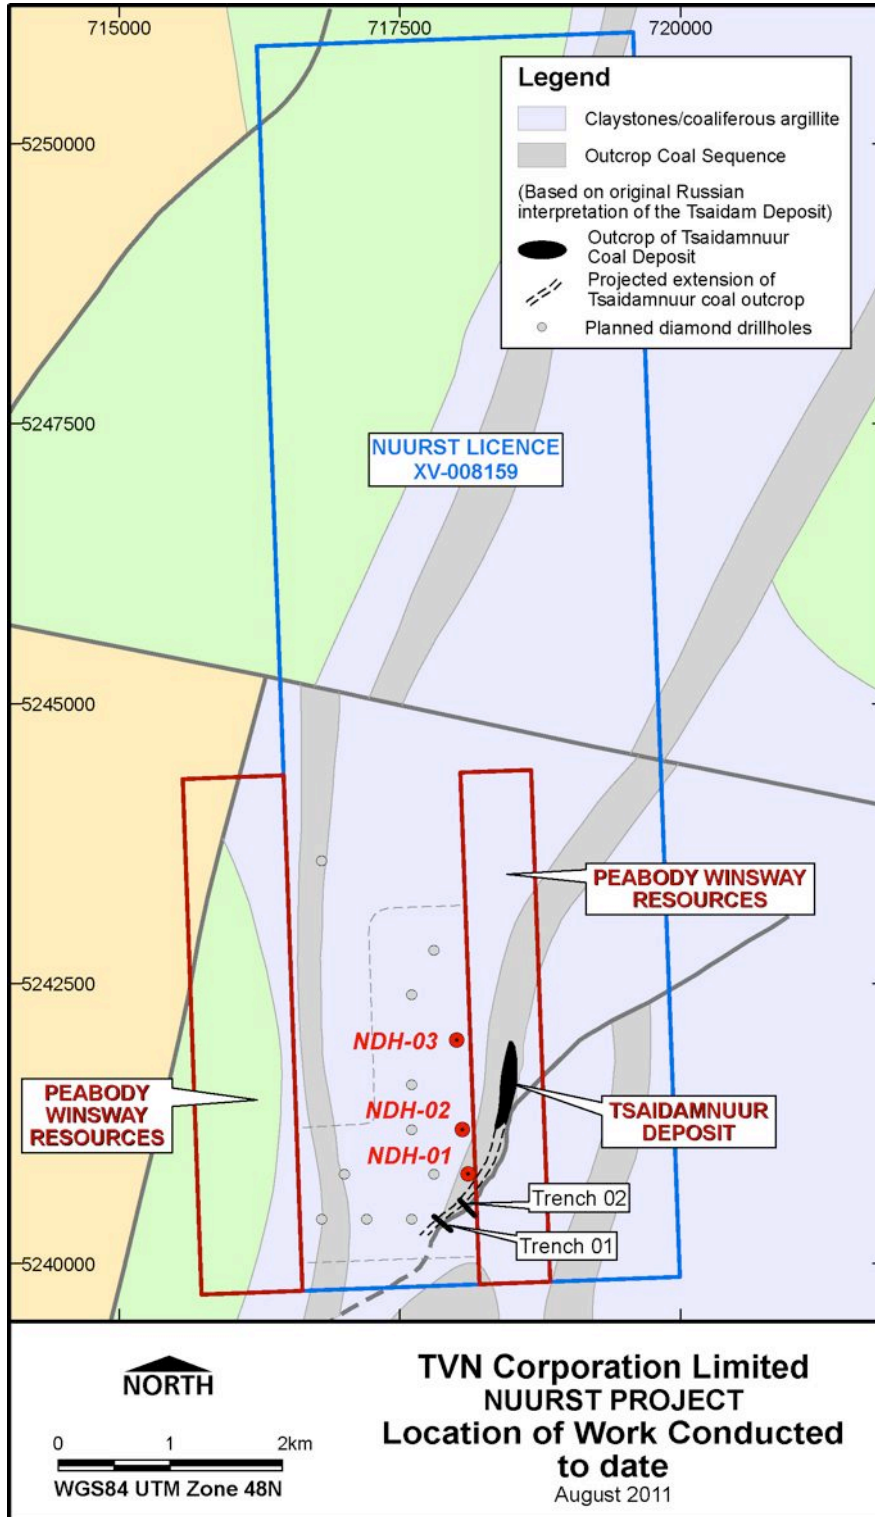 715000
717500
720000
Legend
Claystones/coaliferous argillite
Outcrop Coal Sequence
(Based on original Russian
interpretation of the Tsaidam Deposit)
Outcrop of Tsaidamnuur
Coal Deposit
Projected extension of
Tsaidamnuur coal outcrop
Planned diamond drillholes
5250000
5247500
NUURST LICENCE
XV-008159
5245000
PEABODY WINSWAY
RESOURCES
5242500
NDH-03
PEABODY
WINSWAY
RESOURCES
NDH-02
TSAIDAMNUUR
DEPOSIT
NDH-01
Trench 02
Trench 01
5240000
NORTH
0 1 2km
WGS84 UTM Zone 48N
TVN Corporation Limited
NUURST PROJECT
Location of Work Conducted
to date
August 2011